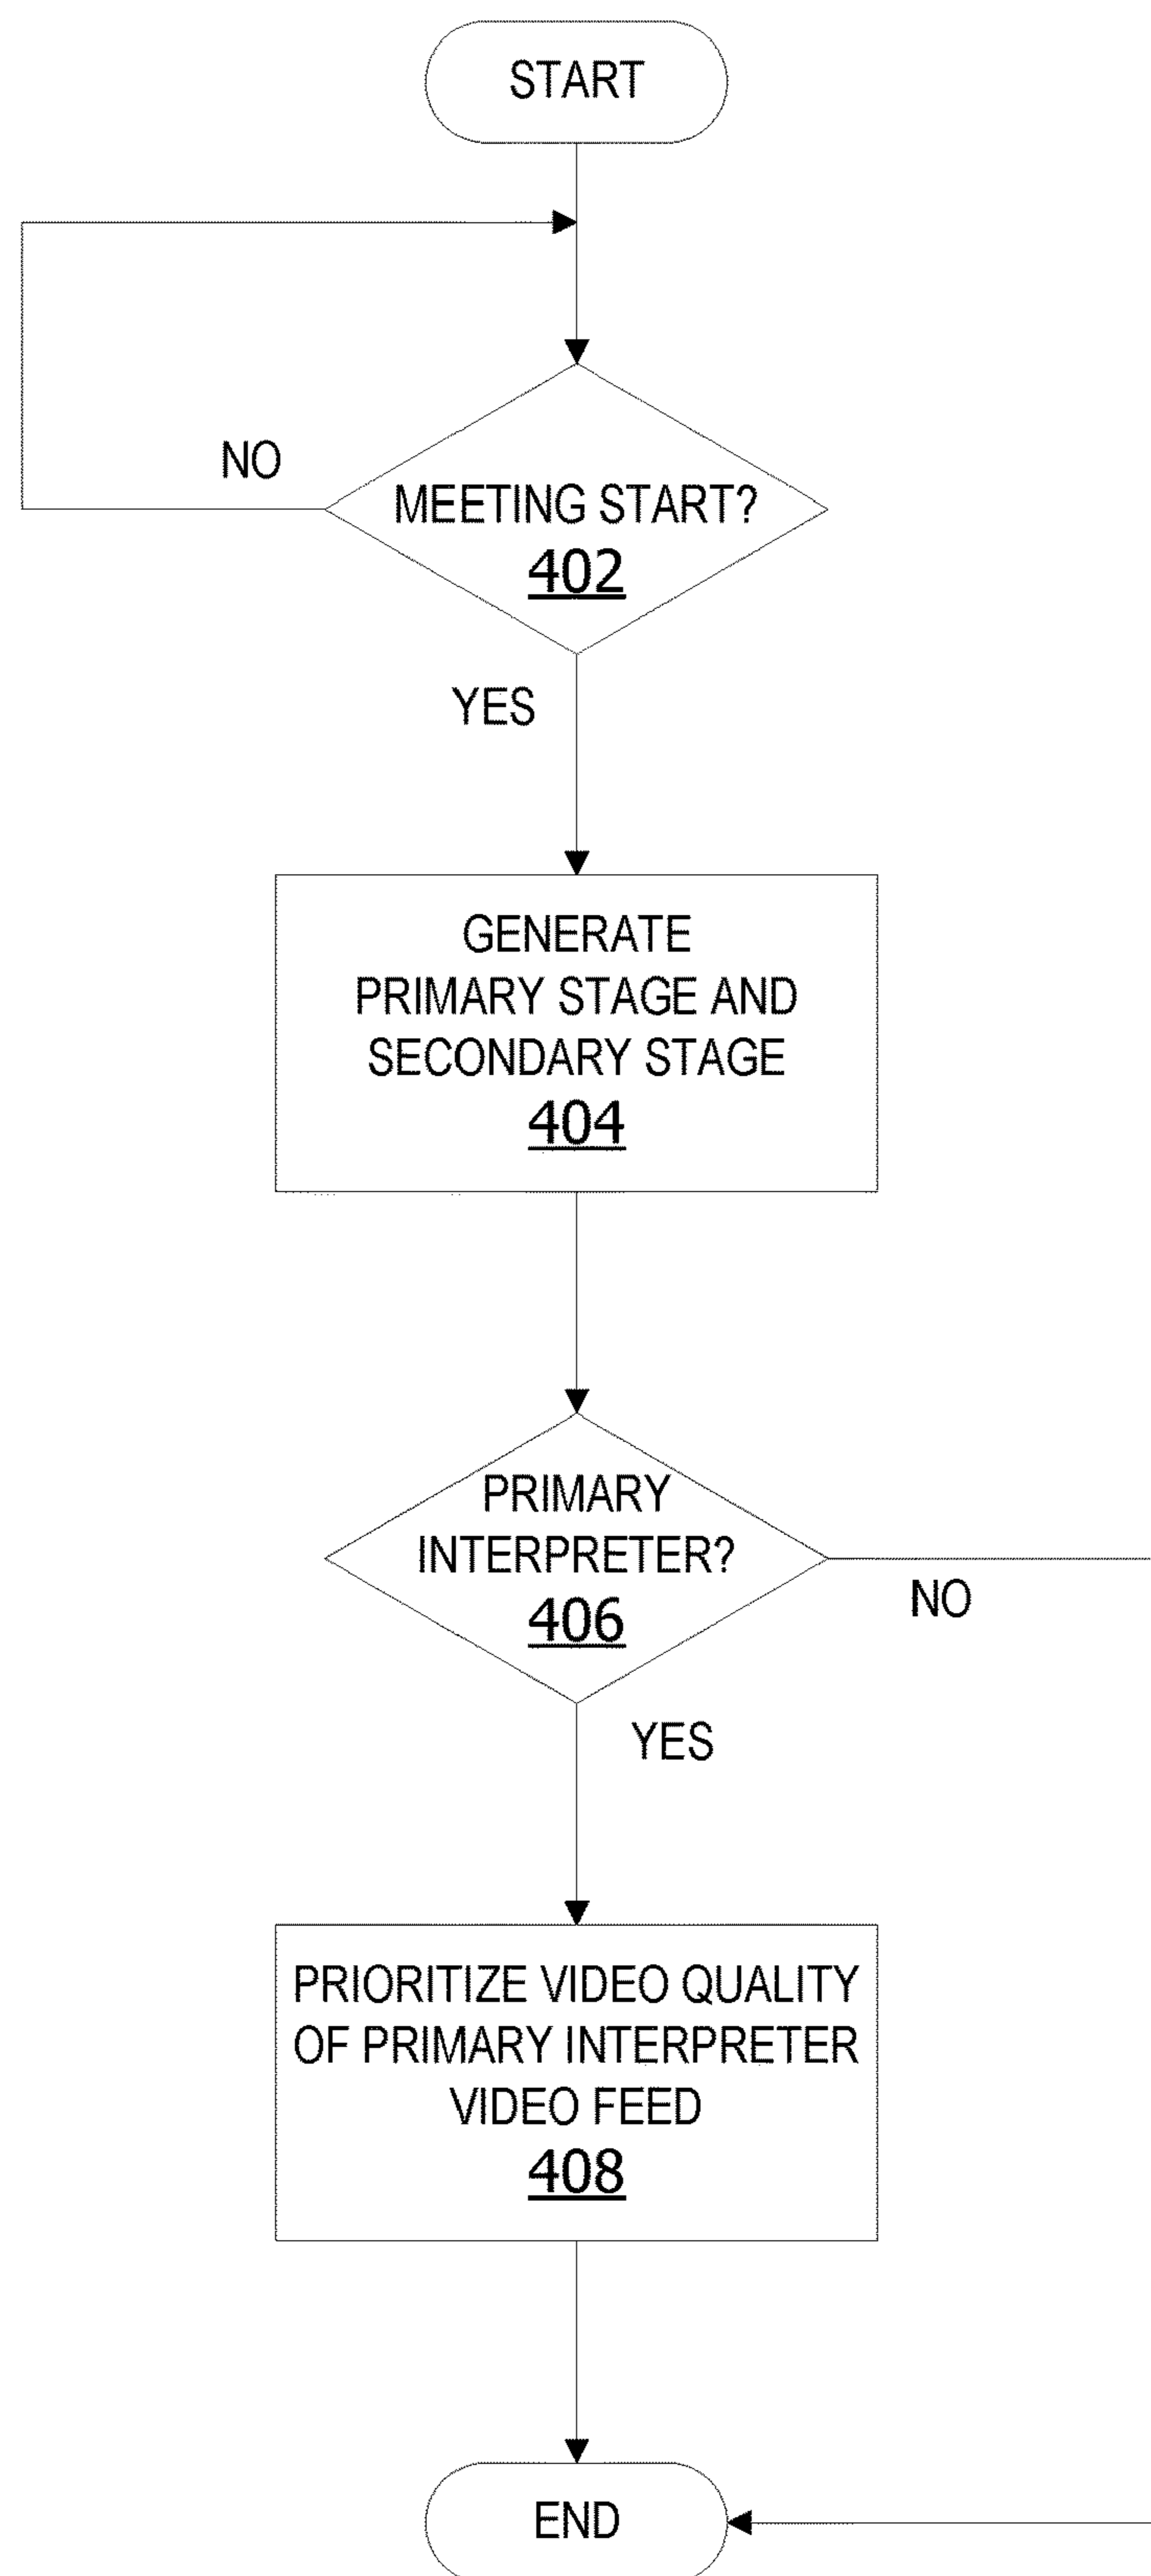 START
NO
MEETING START?
402
YES
GENERATE
PRIMARY STAGE AND
SECONDARY STAGE
404
PRIMARY
INTERPRETER?
406
NO
YES
PRIORITIZE VIDEO QUALITY
OF PRIMARY INTERPRETER
VIDEO FEED
408
END